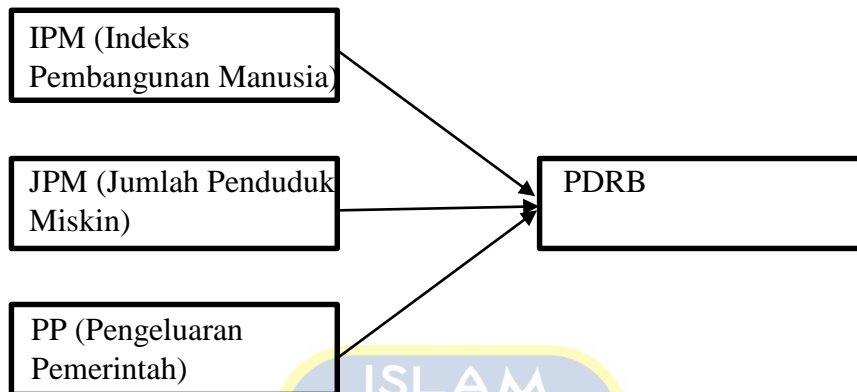 IPM (Indeks
Pembangunan Manusia)
JPM (Jumlah Penduduk
Miskin)
PDRB
PP (Pengeluaran
Pemerintah)
ISLAM